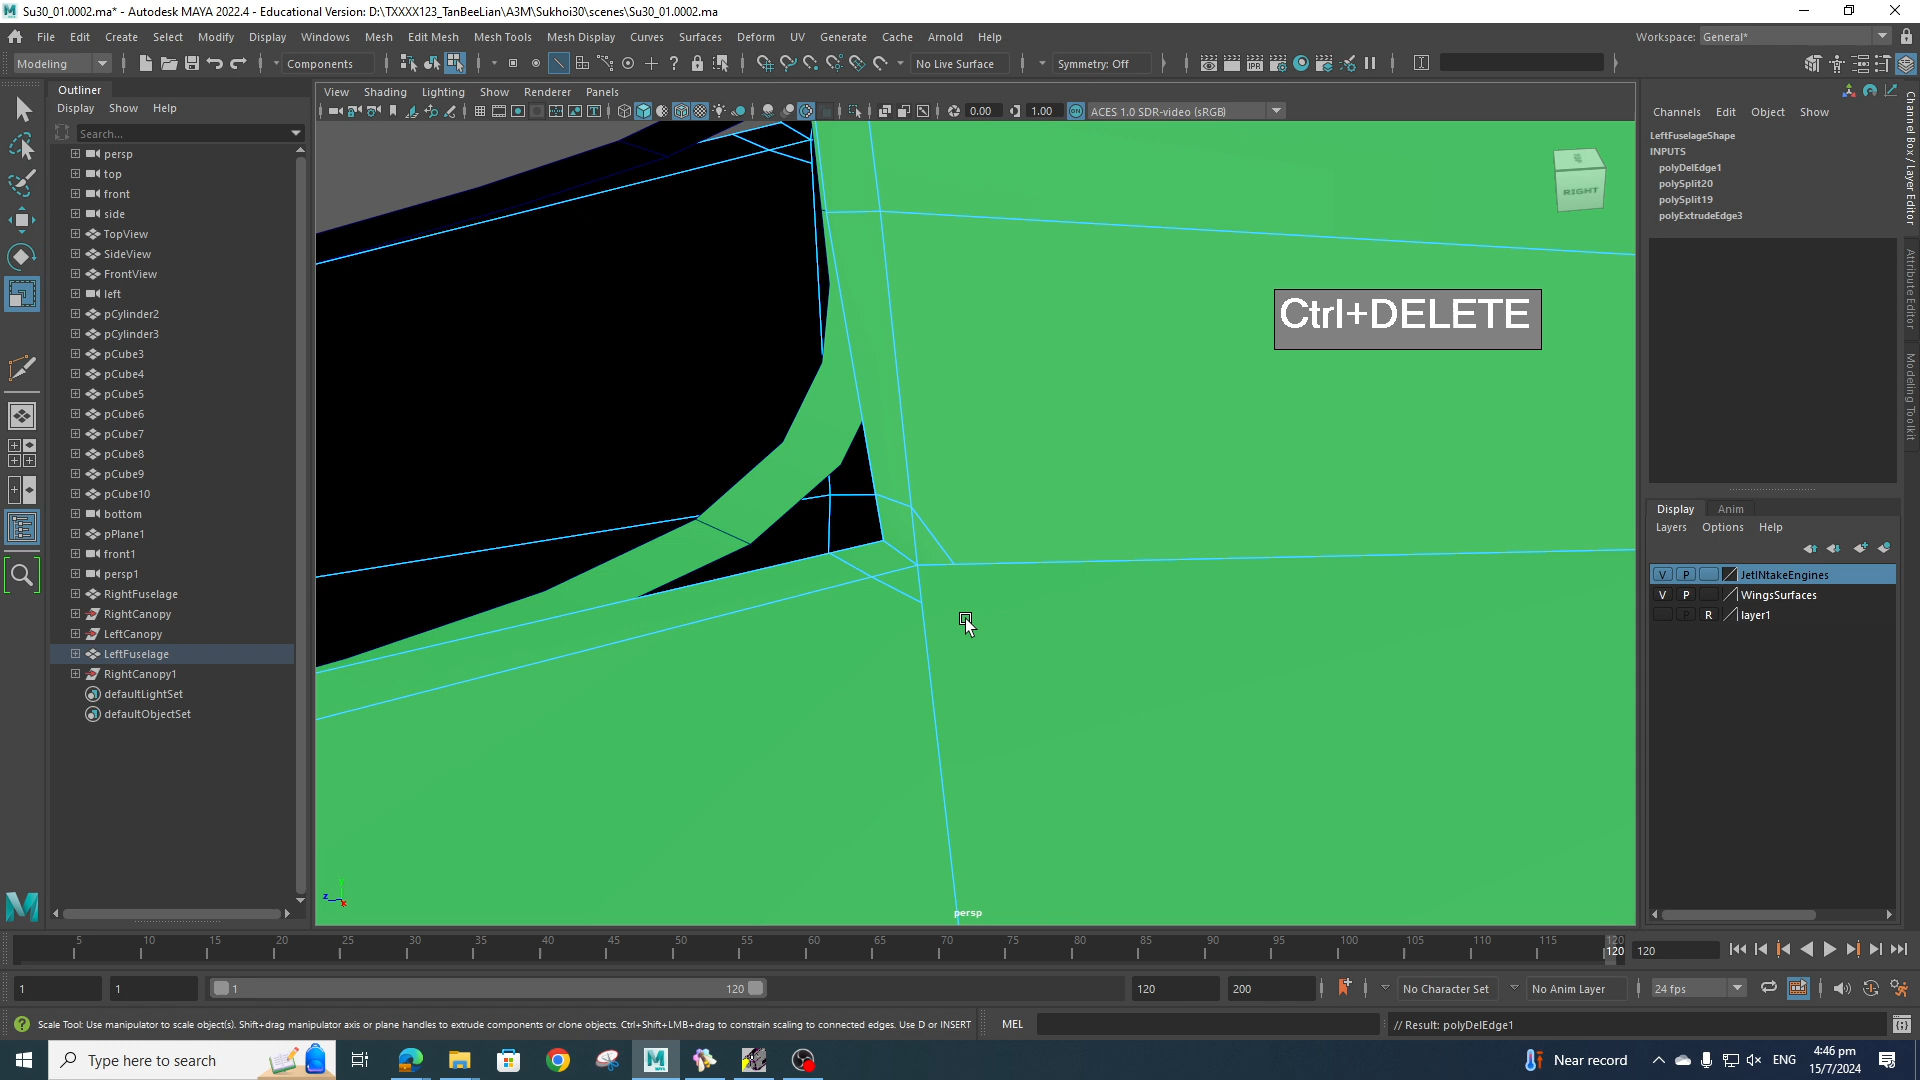 Su30_01.0002.ma* - Autodesk MAYA 2022.4 - Educational Version: D:\TXXXX123_TanBeeLian\A3M\Sukhoi30\scenes\Su30_01.0002.ma
File Edit Create Select Modify Display Windows Mesh Edit Mesh Mesh Tools Mesh Display Curves Surfaces Deform UV Generate Cache Arnold Help
Workspace: General*
Modeling Components No Live Surface Symmetry: Off
Outliner
Display Show Help
Search...
persp
top
front
side
TopView
SideView
FrontView
left
pCylinder2
pCylinder3
pCube3
pCube4
pCube5
pCube6
pCube7
pCube8
pCube9
pCube10
bottom
pPlane1
front1
persp1
RightFuselage
RightCanopy
LeftCanopy
LeftFuselage
RightCanopy1
defaultLightSet
defaultObjectSet
View Shading Lighting Show Renderer Panels
0.00 1.00 ACES 1.0 SDR-video (sRGB)
RIGHT
Ctrl+DELETE
persp
Channels Edit Object Show
LeftFuselageShape
INPUTS
polyDelEdge1
polySplit20
polySplit19
polyExtrudeEdge3
Channel Box / Layer Editor
Attribute Editor
Modeling Toolkit
Display Anim
Layers Options Help
V P JetINtakeEngines
V P WingsSurfaces
P R layer1
5 10 15 20 25 30 35 40 45 50 55 60 65 70 75 80 85 90 95 100 105 110 115 120
120 120
1 1 1 120 120 200 No Character Set No Anim Layer 24 fps
Scale Tool: Use manipulator to scale object(s). Shift+drag manipulator axis or plane handles to extrude components or clone objects. Ctrl+Shift+LMB+drag to constrain scaling to connected edges. Use D or INSERT
MEL
// Result: polyDelEdge1
Type here to search
Near record
ENG
4:46 pm
15/7/2024